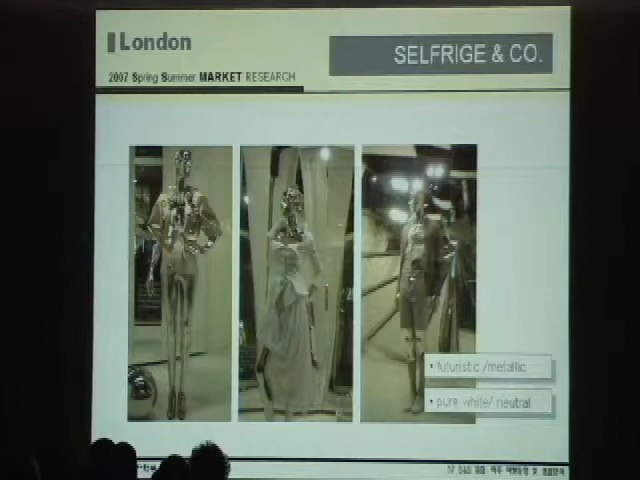 London
SELFRIGE & CO.
2007 Spring Summer MARKET RESEARCH
• futuristic /metallic
• pure white/ neutral